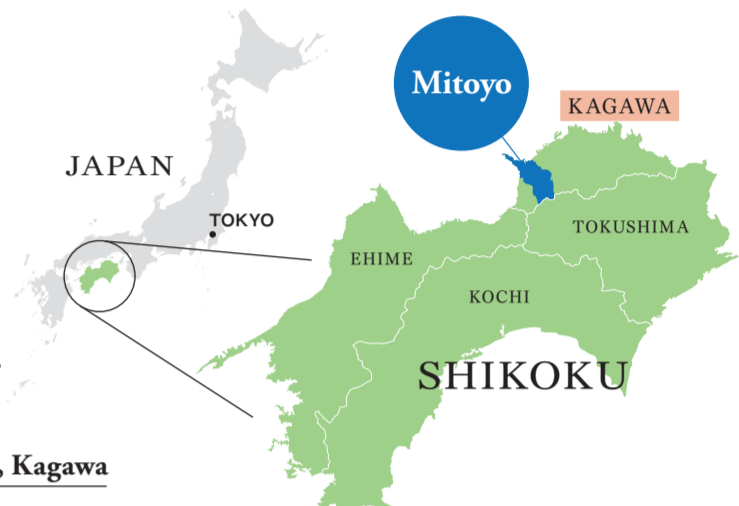 Mitoyo
KAGAWA
JAPAN
TOKYO
TOKUSHIMA
EHIME
KOCHI
SHIKOKU
, Kagawa